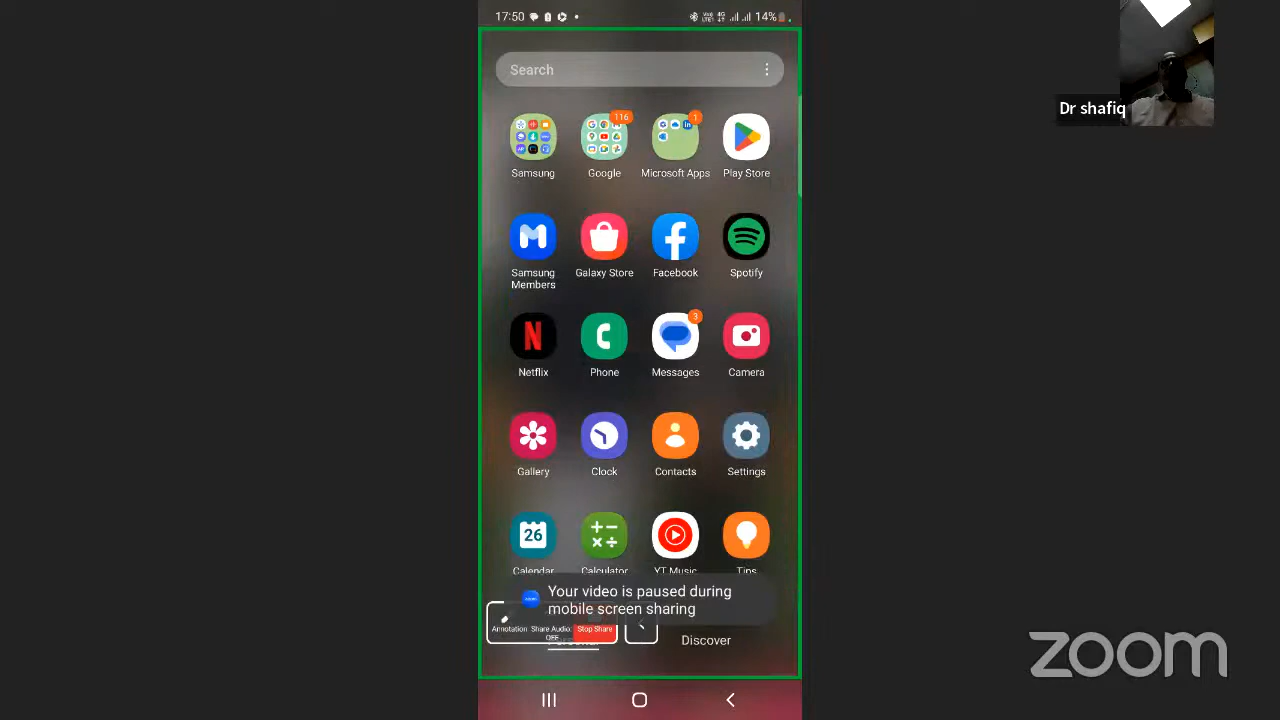 17:50
14%
Search
Dr shafiq
116
1
Samsung
Google
Microsoft Apps
Play Store
Samsung
Members
Galaxy Store
Facebook
Spotify
3
Netflix
Phone
Messages
Camera
Gallery
Clock
Contacts
Settings
26
Calendar
Calculator
YT Music
Tips
Your video is paused during
mobile screen sharing
Annotation
Share Audio:
OFF
Stop Share
Discover
zoom